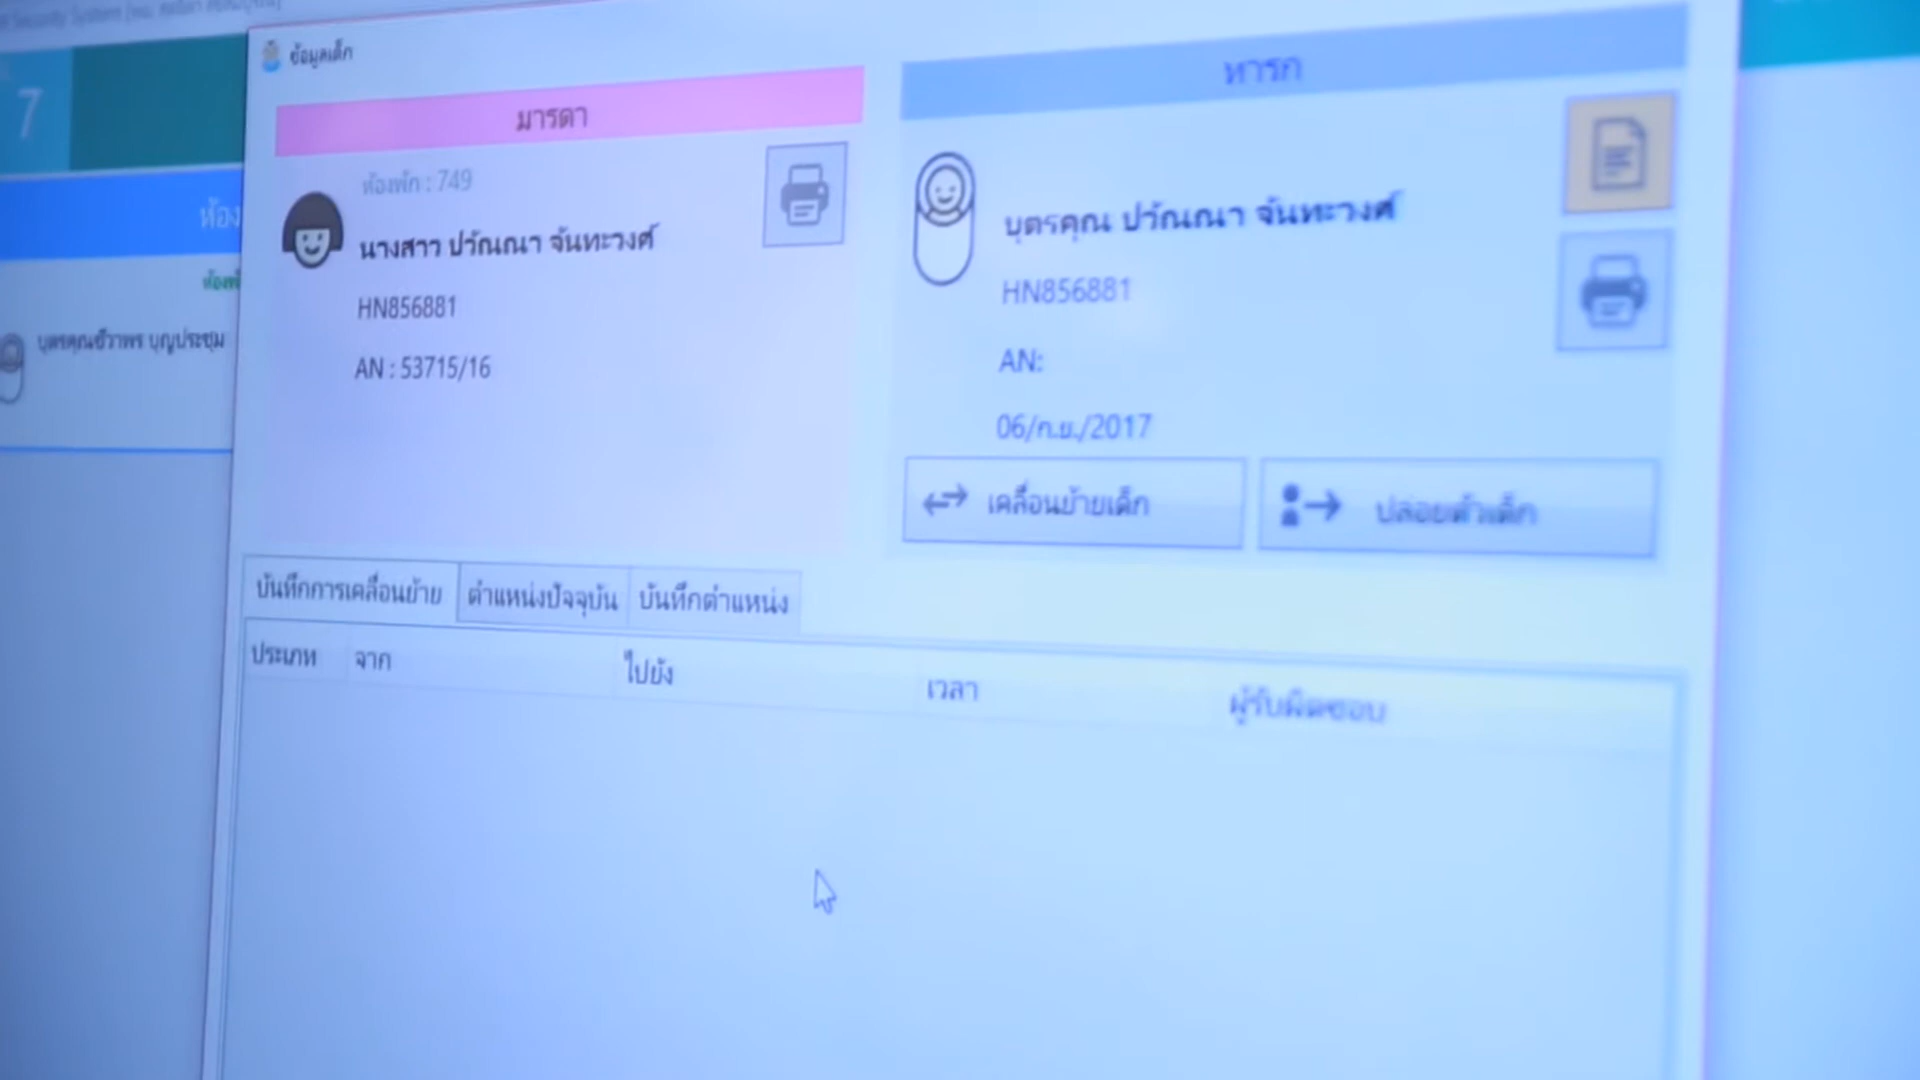 ข้อมูลเด็ก
7
มารดา
ทารก
ห้องพัก : 749
นางสาว ปวัณณา จันทะวงศ์
HN856881
AN : 53715/16
บุตรคุณ ปวัณณา จันทะวงศ์
HN856881
AN:
06/ก.ย./2017
เคลื่อนย้ายเด็ก
ปล่อยตัวเด็ก
ห้อง
บุตรคุณชีวาพร บุญประชุม
บันทึกการเคลื่อนย้าย ตำแหน่งปัจจุบัน บันทึกตำแหน่ง
ประเภท จาก ไปยัง เวลา ผู้รับผิดชอบ